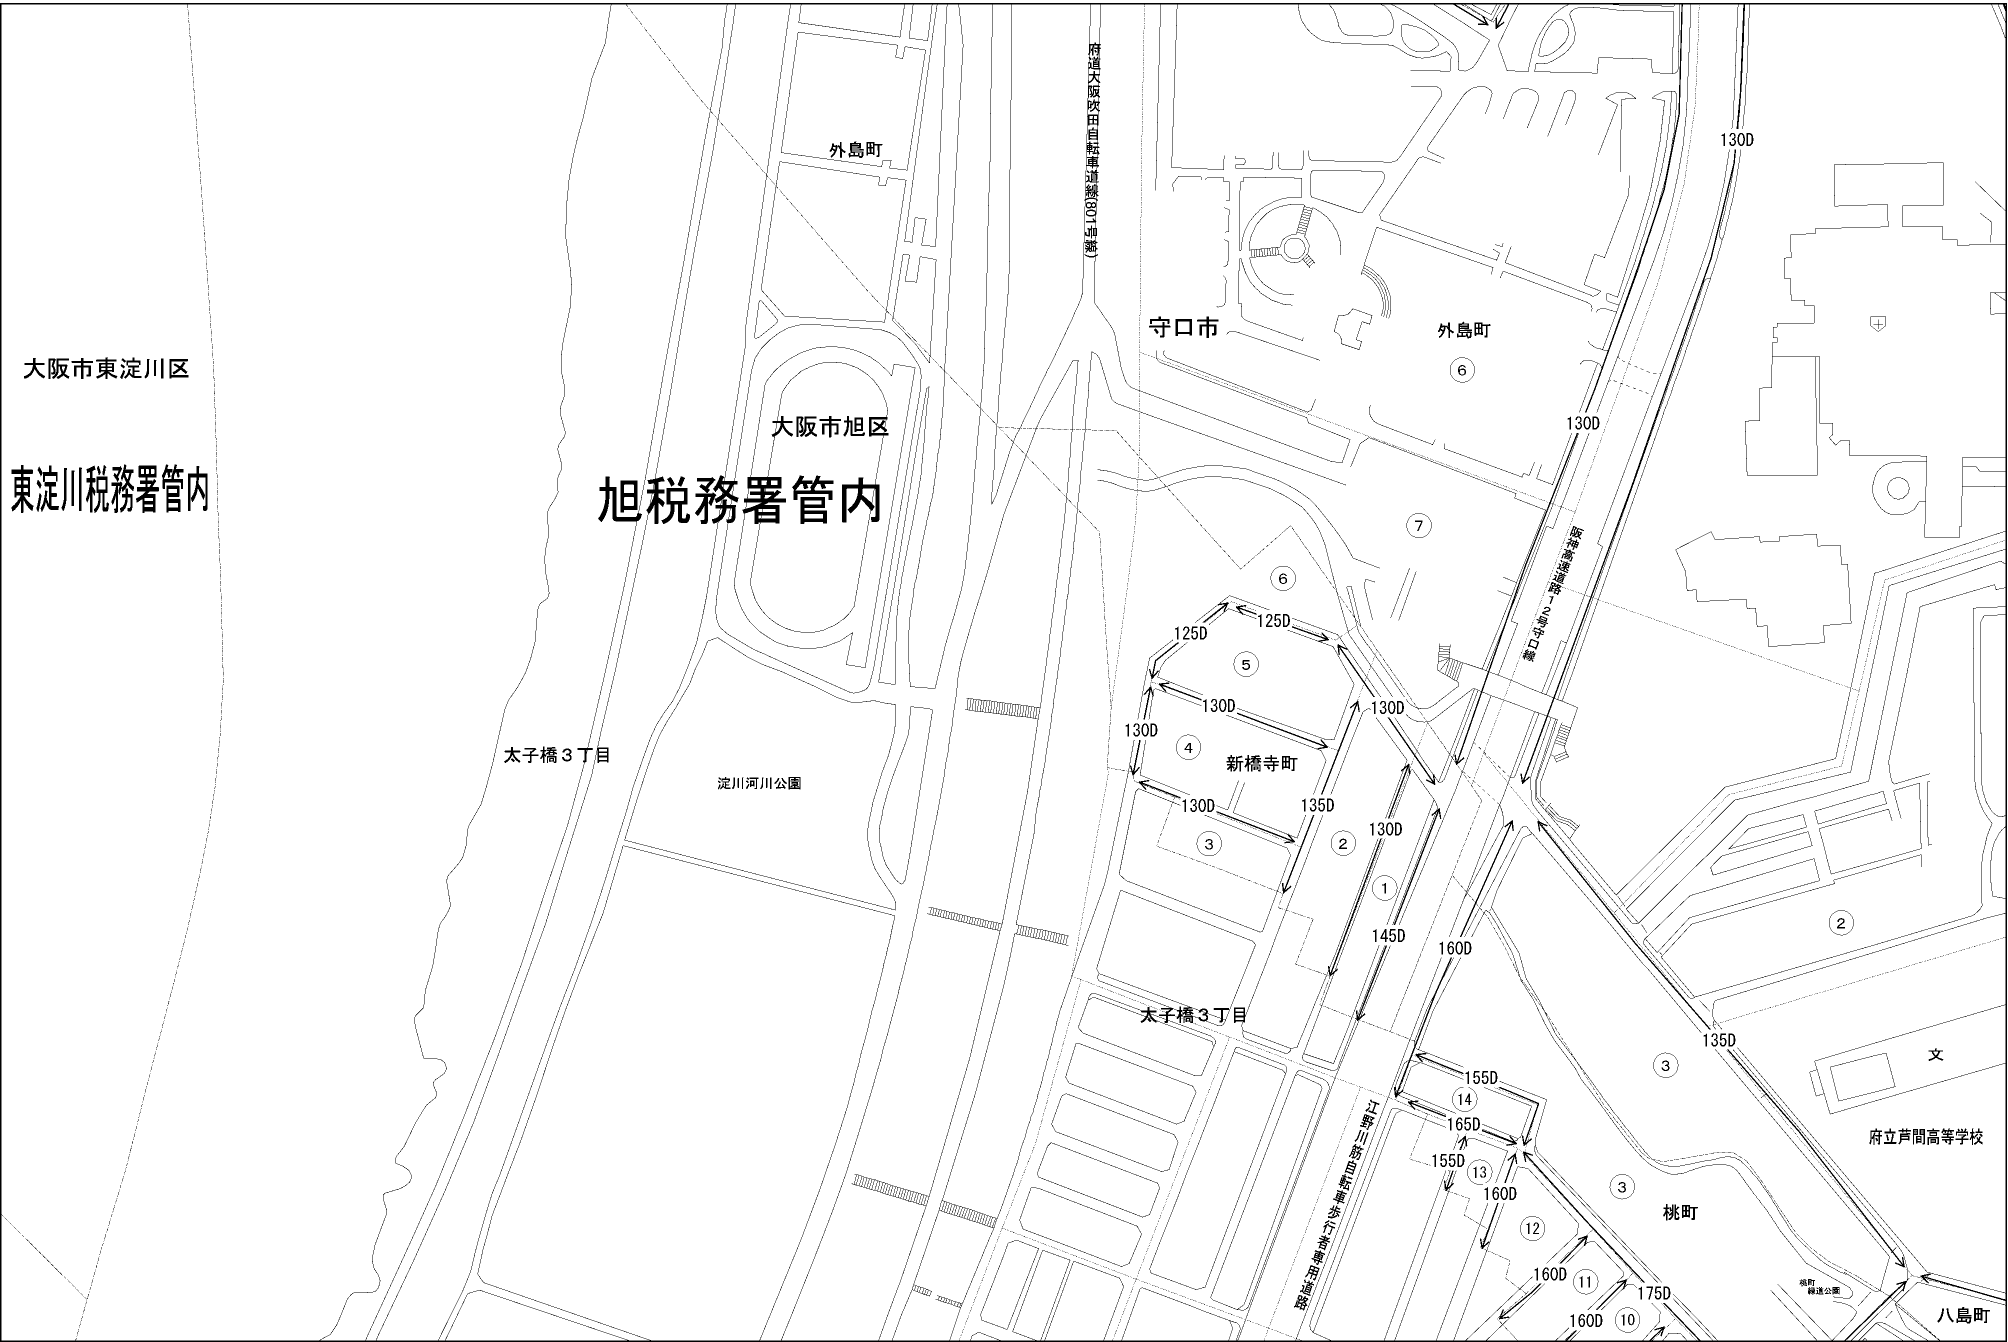 130D
外島町
府道大阪吹田自転車道線(801号線)
守口市
外島町
⑥
大阪市東淀川区
大阪市旭区
130D
東淀川税務署管内
旭税務署管内
⑦
阪神高速道路12号守口線
⑥
125D
125D
⑤
130D
130D
130D
④
新橋寺町
太子橋3丁目
淀川河川公園
130D
135D
130D
③
②
①
②
145D
160D
太子橋3丁目
135D
文
③
155D
⑭
165D
江野川筋自転車歩行者専用道路
府立芦間高等学校
155D
⑬
160D
③
桃町
⑫
160D
⑪
175D
桃町
緑道公園
160D
⑩
八島町